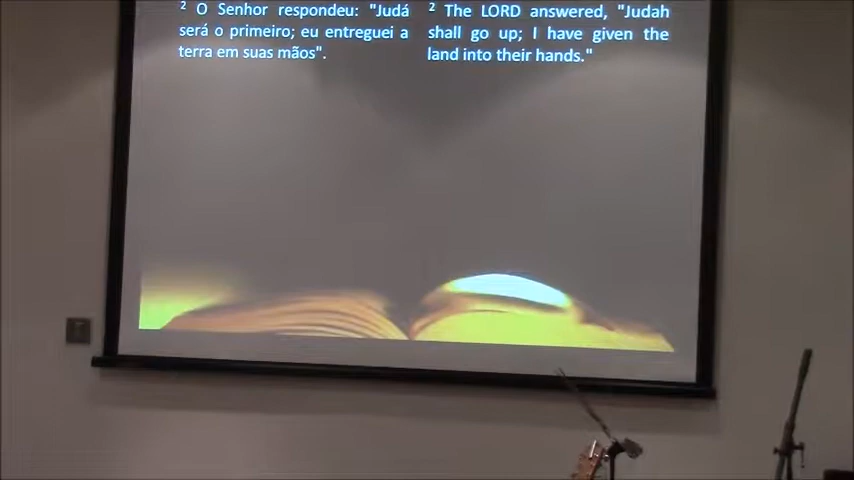 ² O Senhor respondeu: "Judá
será o primeiro; eu entreguei a
terra em suas mãos".
² The LORD answered, "Judah
shall go up; I have given the
land into their hands."